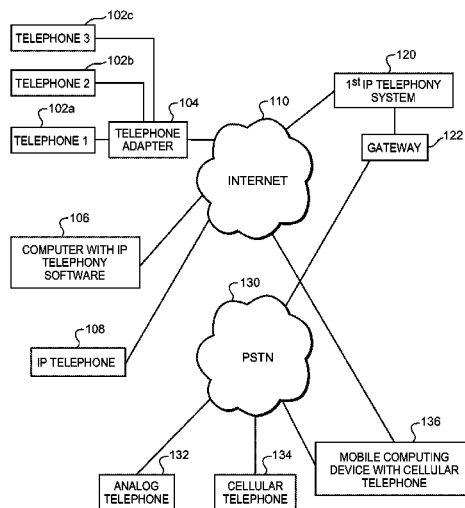 102c
TELEPHONE 3
102b
TELEPHONE 2
102a
TELEPHONE 1
104
TELEPHONE
ADAPTER
110
INTERNET
120
1st IP TELEPHONY
SYSTEM
GATEWAY
122
106
COMPUTER WITH IP
TELEPHONY
SOFTWARE
108
IP TELEPHONE
130
PSTN
132
ANALOG
TELEPHONE
134
CELLULAR
TELEPHONE
136
MOBILE COMPUTING
DEVICE WITH CELLULAR
TELEPHONE